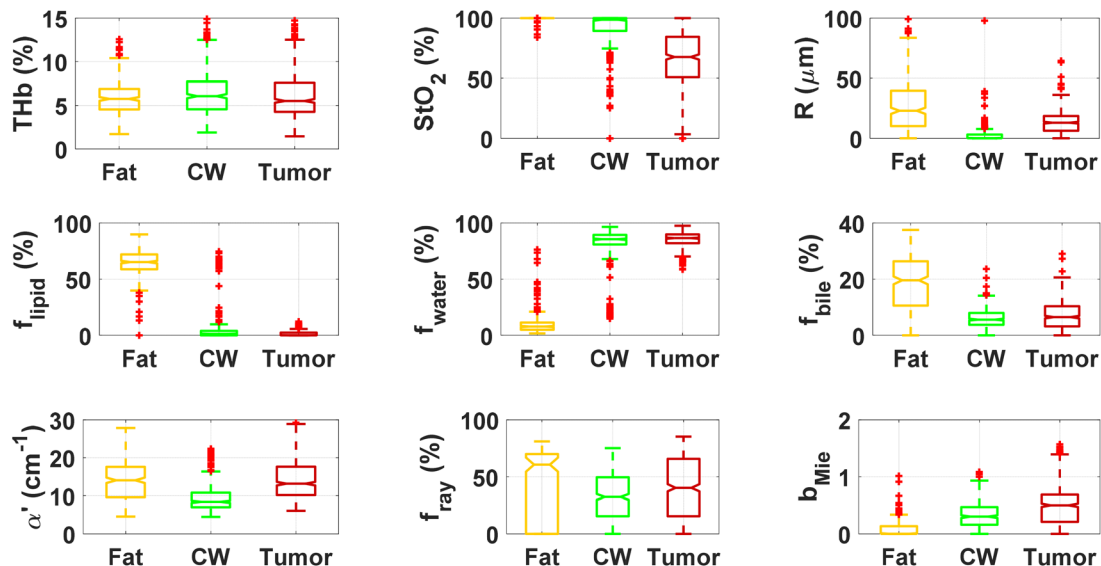 THb (%)
15
10
5
0
Fat CW Tumor
StO2 (%)
100
50
0
Fat CW Tumor
R (μm)
100
50
0
Fat CW Tumor
flipid (%)
100
50
0
Fat CW Tumor
fwater (%)
100
50
0
Fat CW Tumor
fbile (%)
40
20
0
Fat CW Tumor
α' (cm-1)
30
20
10
0
Fat CW Tumor
fray (%)
100
50
0
Fat CW Tumor
bMie
2
1
0
Fat CW Tumor